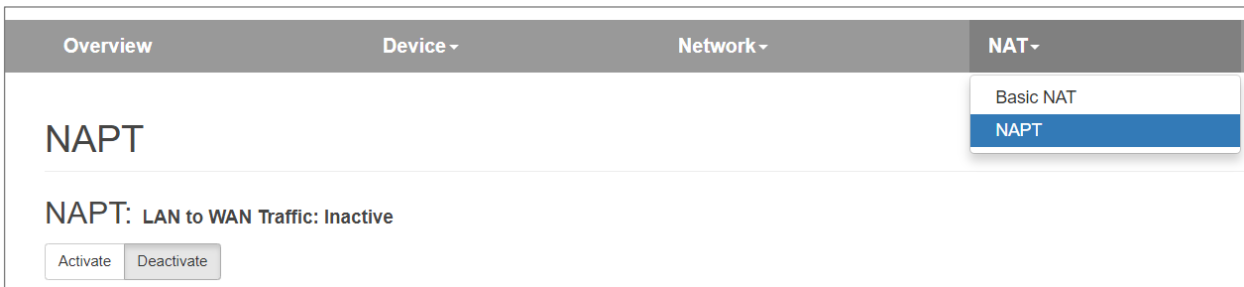 Overview Device Network NAT
Basic NAT
NAPT
NAPT
NAPT: LAN to WAN Traffic: Inactive
Activate Deactivate